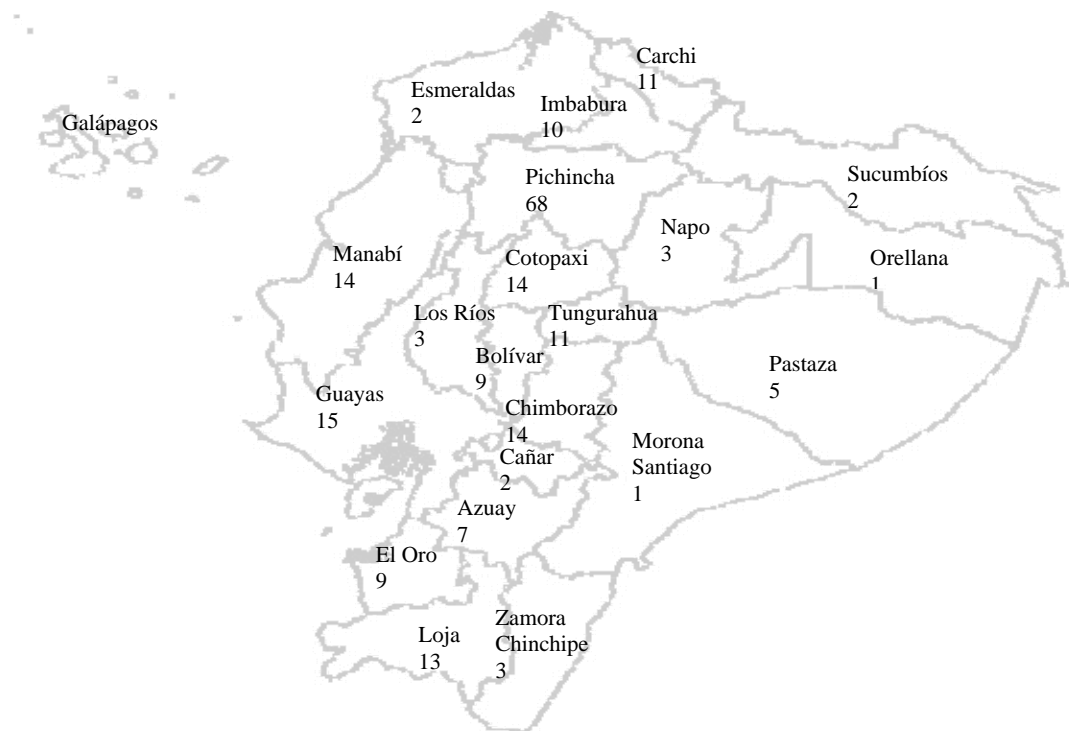 Carchi
11
Esmeraldas
2
Imbabura
10
Galápagos
Pichincha
68
Sucumbíos
2
Napo
3
Manabí
14
Cotopaxi
14
Orellana
1
Los Ríos
3
Tungurahua
11
Bolívar
9
Pastaza
5
Guayas
15
Chimborazo
14
Morona
Santiago
1
Cañar
2
Azuay
7
El Oro
9
Zamora
Chinchipe
3
Loja
13